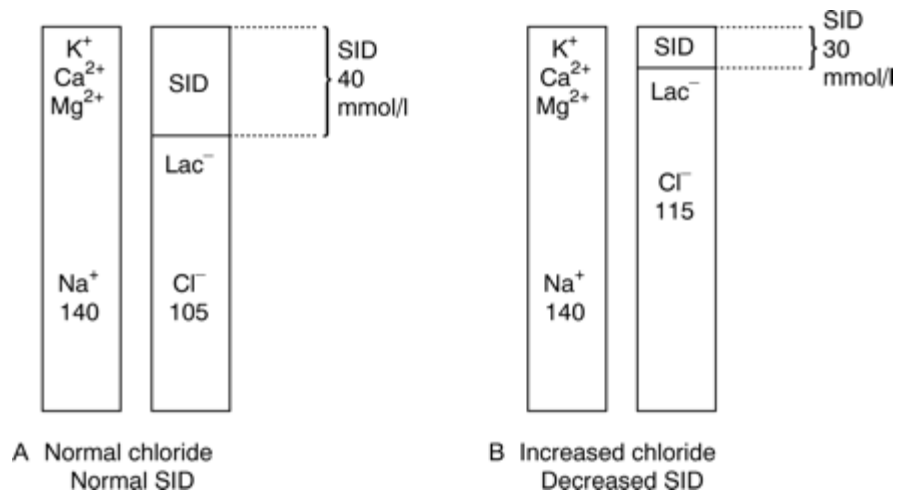 K⁺
Ca²⁺
Mg²⁺
Na⁺
140
SID
Lac⁻
Cl⁻
105
SID
40
mmol/l
A Normal chloride
Normal SID
K⁺
Ca²⁺
Mg²⁺
Na⁺
140
SID
Lac⁻
Cl⁻
115
SID
30
mmol/l
B Increased chloride
Decreased SID